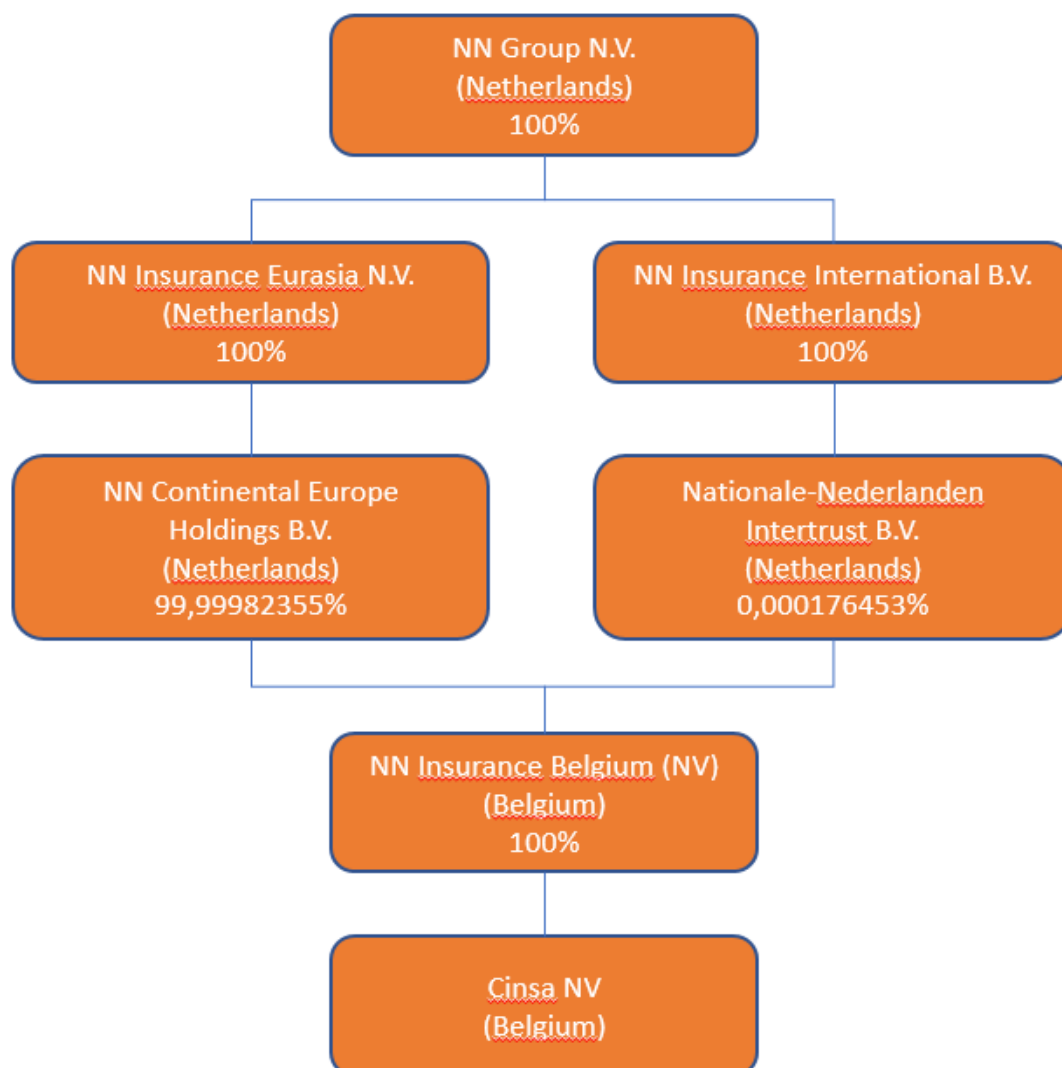 NN Group N.V.
(Netherlands)
100%
NN Insurance Eurasia N.V.
(Netherlands)
100%
NN Insurance International B.V.
(Netherlands)
100%
NN Continental Europe
Holdings B.V.
(Netherlands)
99,99982355%
Nationale-Nederlanden
Intertrust B.V.
(Netherlands)
0,000176453%
NN Insurance Belgium (NV)
(Belgium)
100%
Cinsa NV
(Belgium)